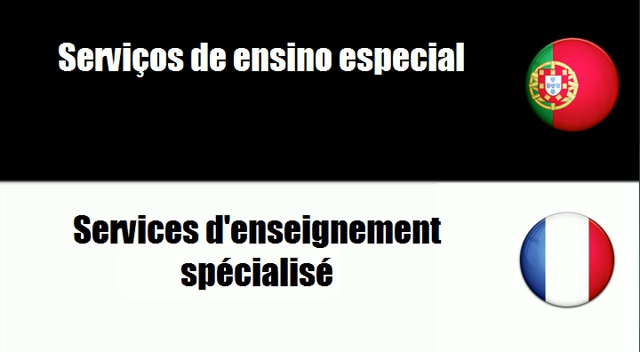 Serviços de ensino especial
Services d'enseignement
spécialisé